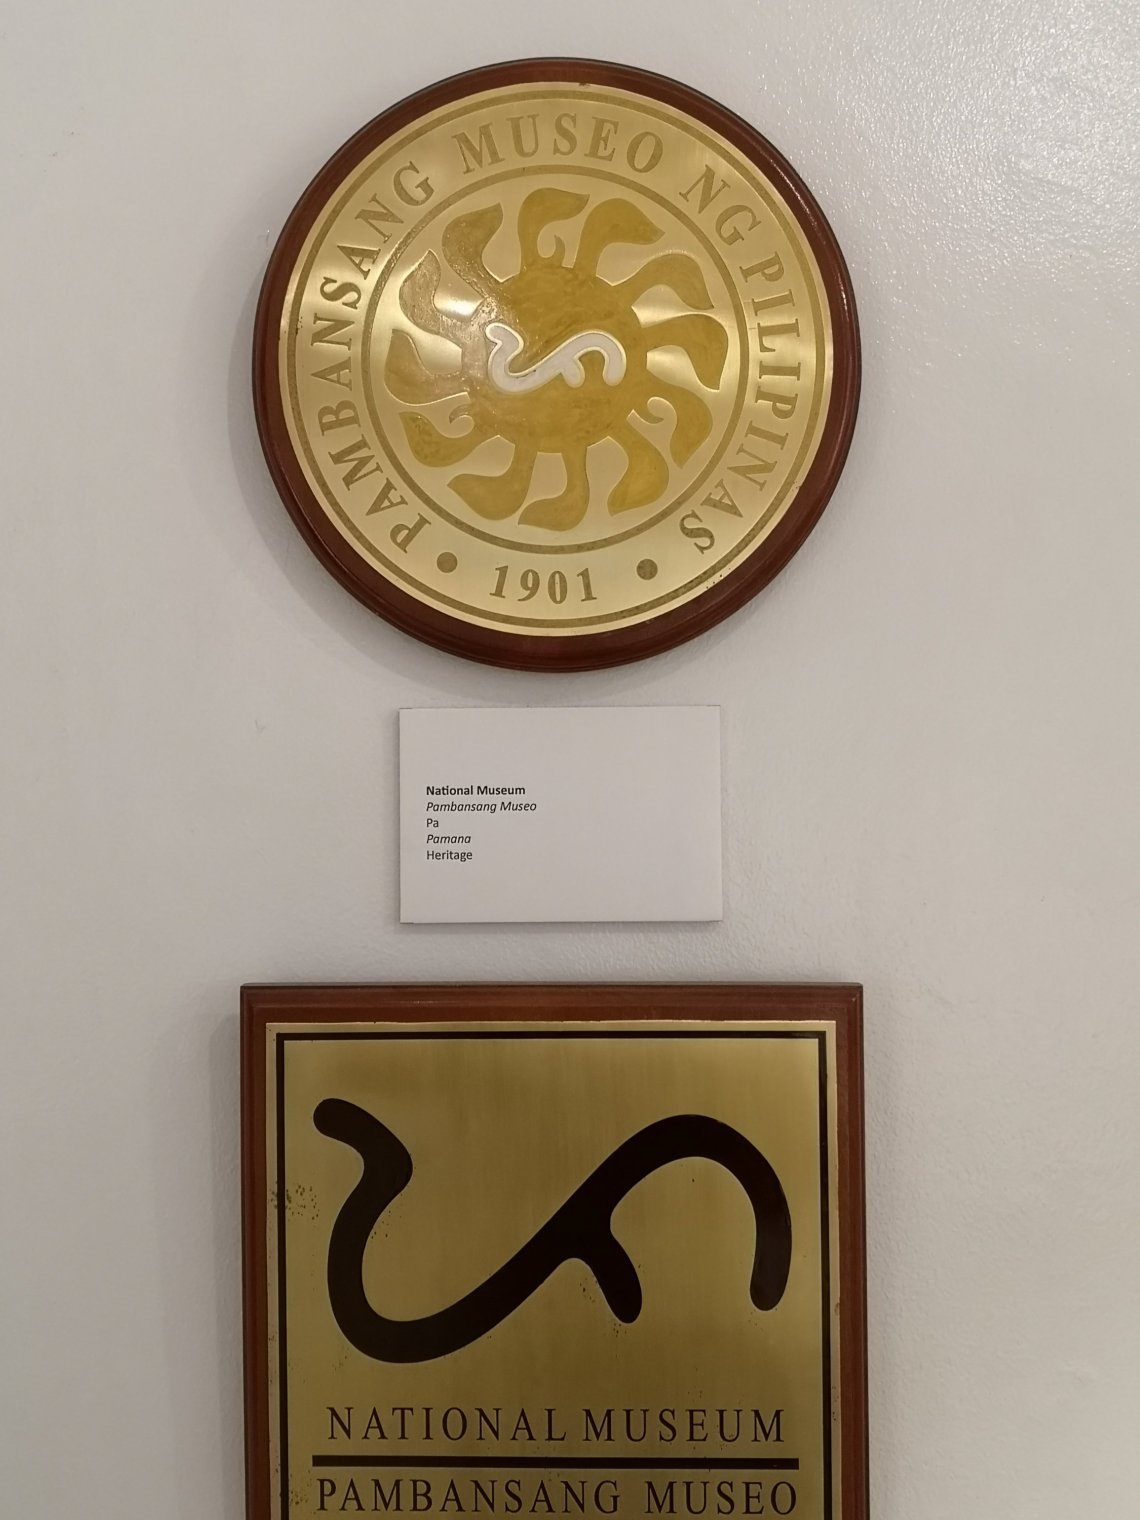 PAMBANSANG MUSEO NG PILIPINAS
• 1901 •
ᜉ
National Museum
Pambansang Museo
Pa
Pamana
Heritage
ᜉ
NATIONAL MUSEUM
PAMBANSANG MUSEO